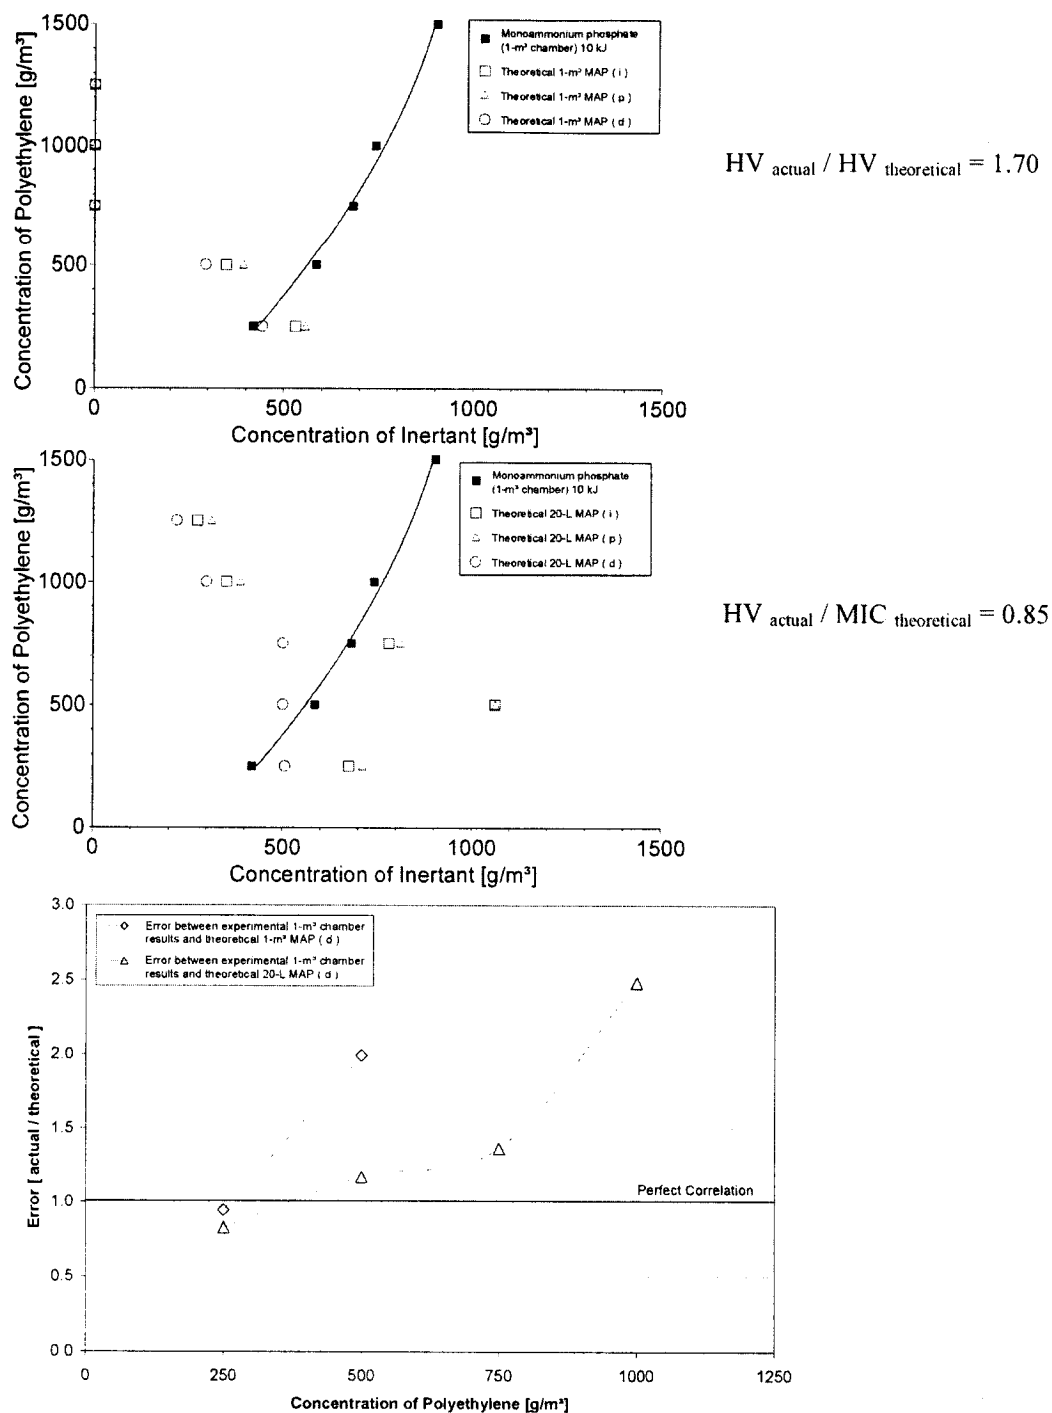 1500
1000
500
0
Concentration of Polyethylene [g/m³]
Monoammonium phosphate
(1-m³ chamber) 10 kJ
Theoretical 1-m³ MAP ( i )
Theoretical 1-m³ MAP ( p )
Theoretical 1-m³ MAP ( d )
HV actual / HV theoretical = 1.70
0 500 1000 1500
Concentration of Inertant [g/m³]
1500
1000
500
0
Concentration of Polyethylene [g/m³]
Monoammonium phosphate
(1-m³ chamber) 10 kJ
Theoretical 20-L MAP ( i )
Theoretical 20-L MAP ( p )
Theoretical 20-L MAP ( d )
HV actual / MIC theoretical = 0.85
0 500 1000 1500
Concentration of Inertant [g/m³]
3.0
2.5
2.0
1.5
1.0
0.5
0 0
Error [ actual / theoretical ]
Error between experimental 1-m³ chamber
results and theoretical 1-m³ MAP ( d )
Error between experimental 1-m³ chamber
results and theoretical 20-L MAP ( d )
Perfect Correlation
0 250 500 750 1000 1250
Concentration of Polyethylene [g/m³]